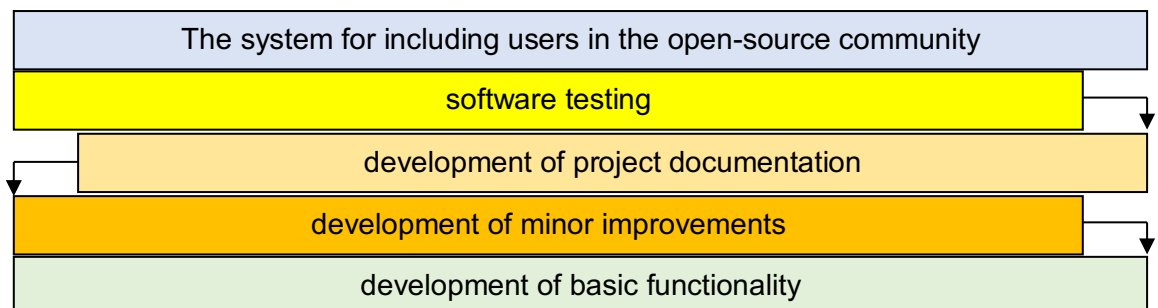 The system for including users in the open-source community
software testing
development of project documentation
development of minor improvements
development of basic functionality